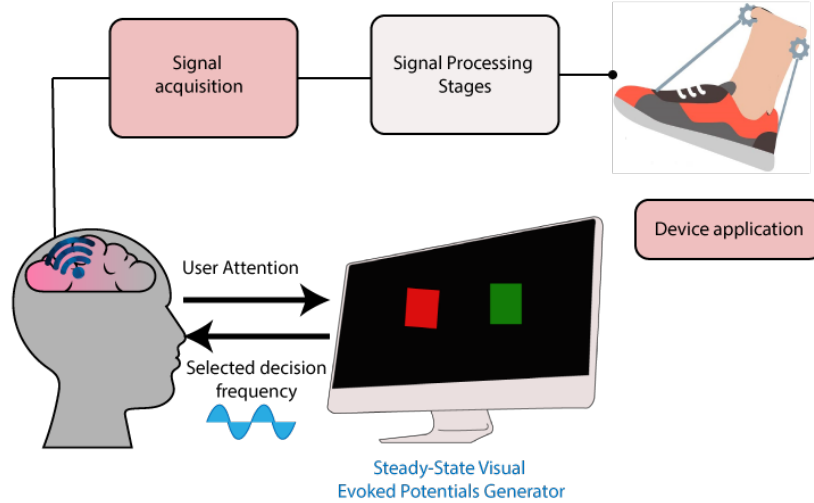 Signal
acquisition
Signal Processing
Stages
Device application
User Attention
Selected decision
frequency
Steady-State Visual
Evoked Potentials Generator